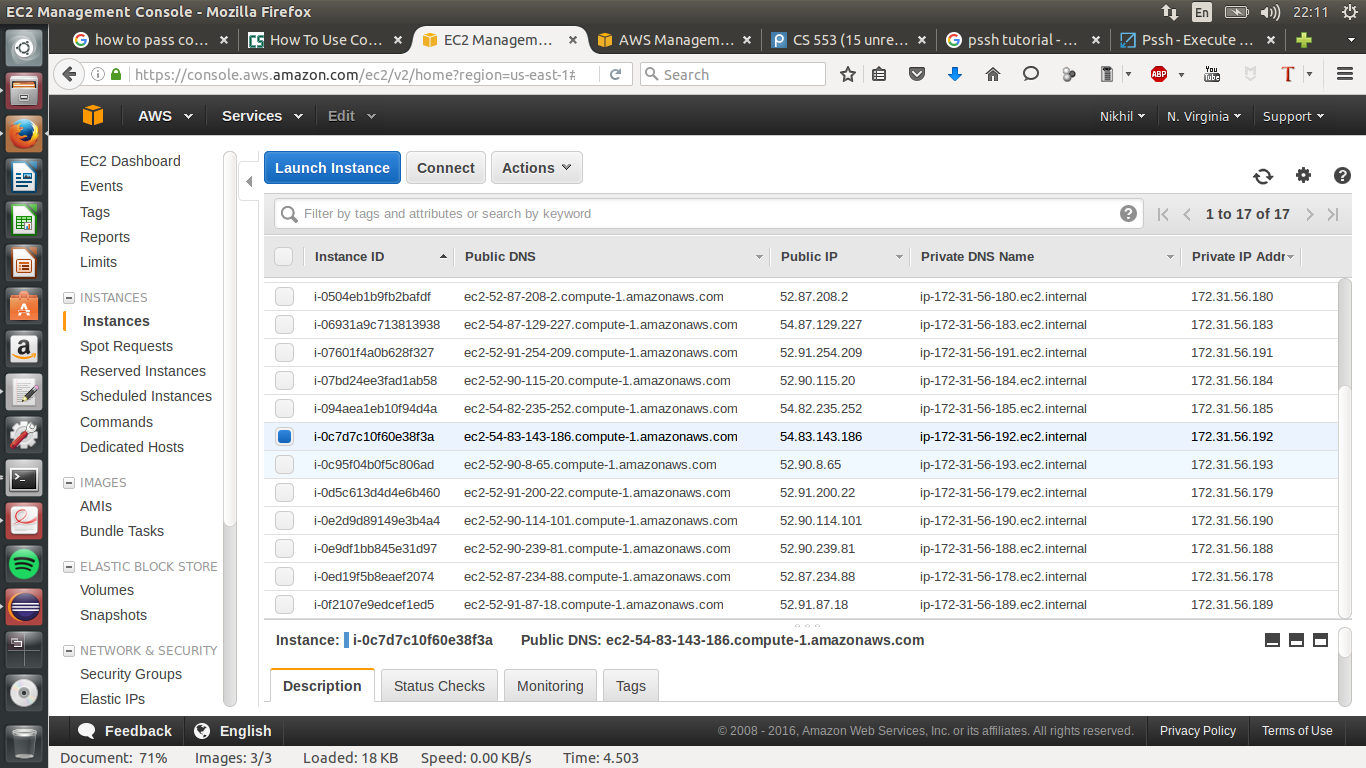 EC2 Management Console - Mozilla Firefox En 22:11
how to pass co... × How To Use Co... × EC2 Managem... × AWS Managem... × CS 553 (15 unre... × pssh tutorial - ... × Pssh - Execute ... ×
https://console.aws.amazon.com/ec2/v2/home?region=us-east-1# Search ABP You Tube T
AWS Services Edit Nikhil N. Virginia Support
EC2 Dashboard
Events
Tags
Reports
Limits
INSTANCES
Instances
Spot Requests
Reserved Instances
Scheduled Instances
Commands
Dedicated Hosts
IMAGES
AMIs
Bundle Tasks
ELASTIC BLOCK STORE
Volumes
Snapshots
NETWORK & SECURITY
Security Groups
Elastic IPs
Launch Instance Connect Actions
Filter by tags and attributes or search by keyword 1 to 17 of 17
Instance ID Public DNS Public IP Private DNS Name Private IP Addr
i-0504eb1b9fb2bafdf ec2-52-87-208-2.compute-1.amazonaws.com 52.87.208.2 ip-172-31-56-180.ec2.internal 172.31.56.180
i-06931a9c713813938 ec2-54-87-129-227.compute-1.amazonaws.com 54.87.129.227 ip-172-31-56-183.ec2.internal 172.31.56.183
i-07601f4a0b628f327 ec2-52-91-254-209.compute-1.amazonaws.com 52.91.254.209 ip-172-31-56-191.ec2.internal 172.31.56.191
i-07bd24ee3fad1ab58 ec2-52-90-115-20.compute-1.amazonaws.com 52.90.115.20 ip-172-31-56-184.ec2.internal 172.31.56.184
i-094aea1eb10f94d4a ec2-54-82-235-252.compute-1.amazonaws.com 54.82.235.252 ip-172-31-56-185.ec2.internal 172.31.56.185
i-0c7d7c10f60e38f3a ec2-54-83-143-186.compute-1.amazonaws.com 54.83.143.186 ip-172-31-56-192.ec2.internal 172.31.56.192
i-0c95f04b0f5c806ad ec2-52-90-8-65.compute-1.amazonaws.com 52.90.8.65 ip-172-31-56-193.ec2.internal 172.31.56.193
i-0d5c613d4d4e6b460 ec2-52-91-200-22.compute-1.amazonaws.com 52.91.200.22 ip-172-31-56-179.ec2.internal 172.31.56.179
i-0e2d9d89149e3b4a4 ec2-52-90-114-101.compute-1.amazonaws.com 52.90.114.101 ip-172-31-56-190.ec2.internal 172.31.56.190
i-0e9df1bb845e31d97 ec2-52-90-239-81.compute-1.amazonaws.com 52.90.239.81 ip-172-31-56-188.ec2.internal 172.31.56.188
i-0ed19f5b8eaef2074 ec2-52-87-234-88.compute-1.amazonaws.com 52.87.234.88 ip-172-31-56-178.ec2.internal 172.31.56.178
i-0f2107e9edcef1ed5 ec2-52-91-87-18.compute-1.amazonaws.com 52.91.87.18 ip-172-31-56-189.ec2.internal 172.31.56.189
Instance: i-0c7d7c10f60e38f3a Public DNS: ec2-54-83-143-186.compute-1.amazonaws.com
Description Status Checks Monitoring Tags
Feedback English © 2008 - 2016, Amazon Web Services, Inc. or its affiliates. All rights reserved. Privacy Policy Terms of Use
Document: 71% Images: 3/3 Loaded: 18 KB Speed: 0.00 KB/s Time: 4.503